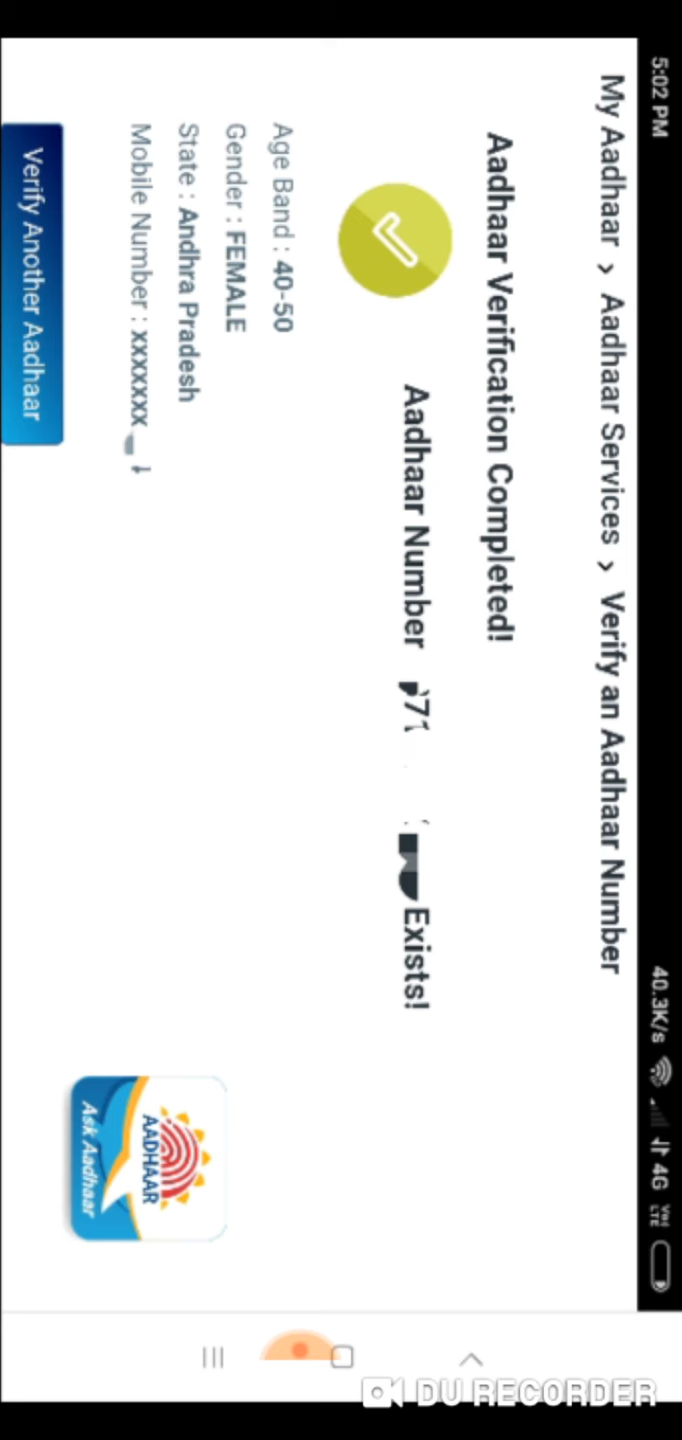 5:02 PM
40.3K/s 4G VoLTE
My Aadhaar > Aadhaar Services > Verify an Aadhaar Number
Aadhaar Verification Completed!
Aadhaar Number 71 Exists!
Age Band : 40-50
Gender : FEMALE
State : Andhra Pradesh
Mobile Number : xxxxxxx
Verify Another Aadhaar
AADHAAR
Ask Aadhaar
DU RECORDER